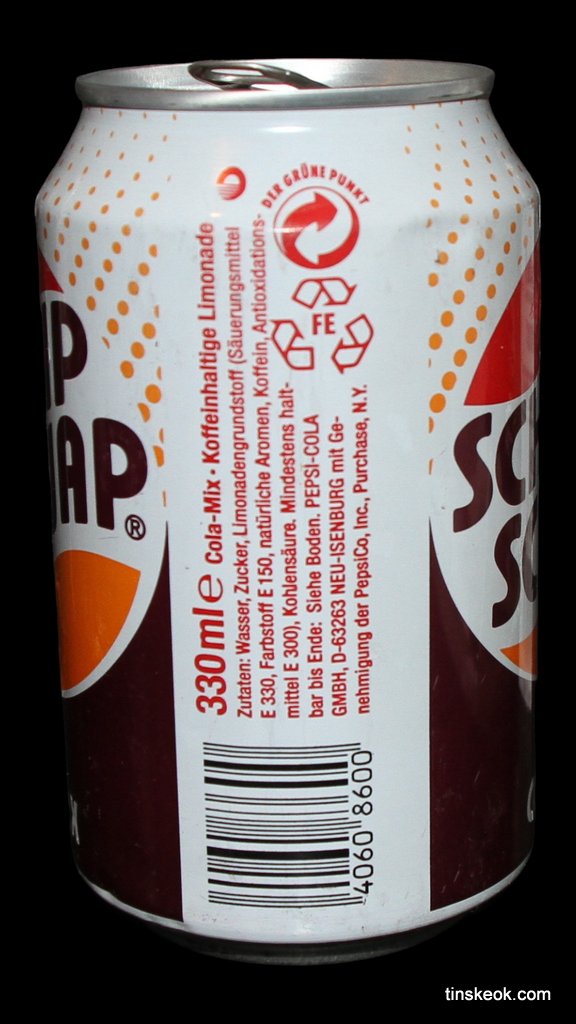 DER GRÜNE PUNKT
FE
330 ml e Cola-Mix · Koffeinhaltige Limonade
Zutaten: Wasser, Zucker, Limonadengrundstoff (Säuerungsmittel
E 330, Farbstoff E 150, natürliche Aromen, Koffein, Antioxidations-
mittel E 300), Kohlensäure. Mindestens halt-
bar bis Ende: Siehe Boden. PEPSI-COLA
GMBH, D-63263 NEU-ISENBURG mit Ge-
nehmigung der PepsiCo, Inc., Purchase, N.Y.
4060 8600
®
tinskeok.com